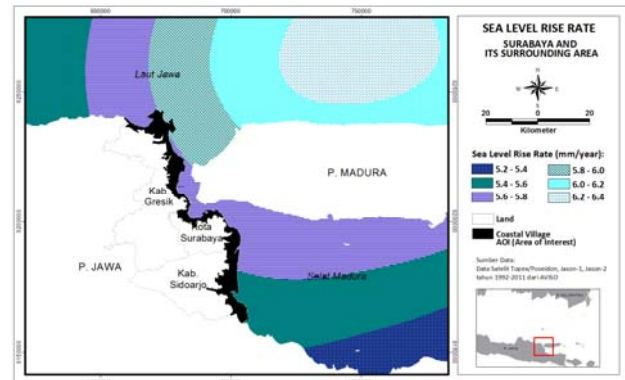 SEA LEVEL RISE RATE
SURABAYA AND
ITS SURROUNDING AREA
N
W
E
S
20
0
20
Kilometer
Sea Level Rise Rate (mm/year):
5.2 - 5.4
5.4 - 5.6
5.6 - 5.8
5.8 - 6.0
6.0 - 6.2
6.2 - 6.4
Land
Coastal Village
AOI (Area of Interest)
Sumber Data:
Data Satelit Topex/Poseidon, Jason-1, Jason-2
tahun 1992-2011 dari AVISO
700000
Laut Jawa
P. MADURA
Kab
Gresik
Kota
Surabaya
P. JAWA
Kab.
Sidoarjo
Selat Madura